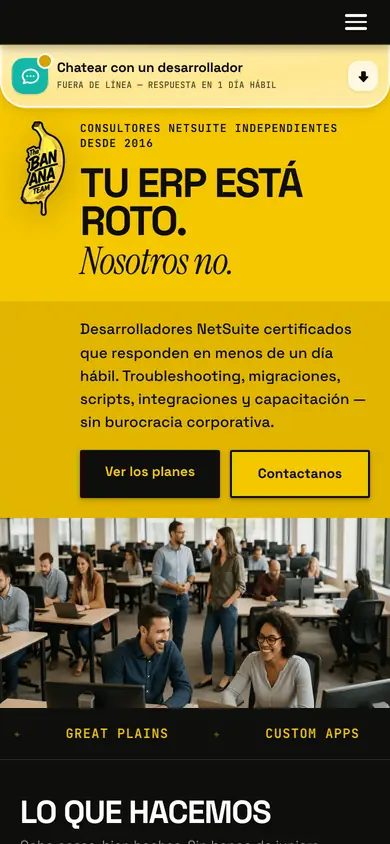 Chatear con un desarrollador
FUERA DE LÍNEA — RESPUESTA EN 1 DÍA HÁBIL
The
BAN
ANA
TEAM
CONSULTORES NETSUITE INDEPENDIENTES
DESDE 2016
TU ERP ESTÁ
ROTO.
Nosotros no.
Desarrolladores NetSuite certificados
que responden en menos de un día
hábil. Troubleshooting, migraciones,
scripts, integraciones y capacitación —
sin burocracia corporativa.
Ver los planes
Contactanos
GREAT PLAINS
CUSTOM APPS
LO QUE HACEMOS